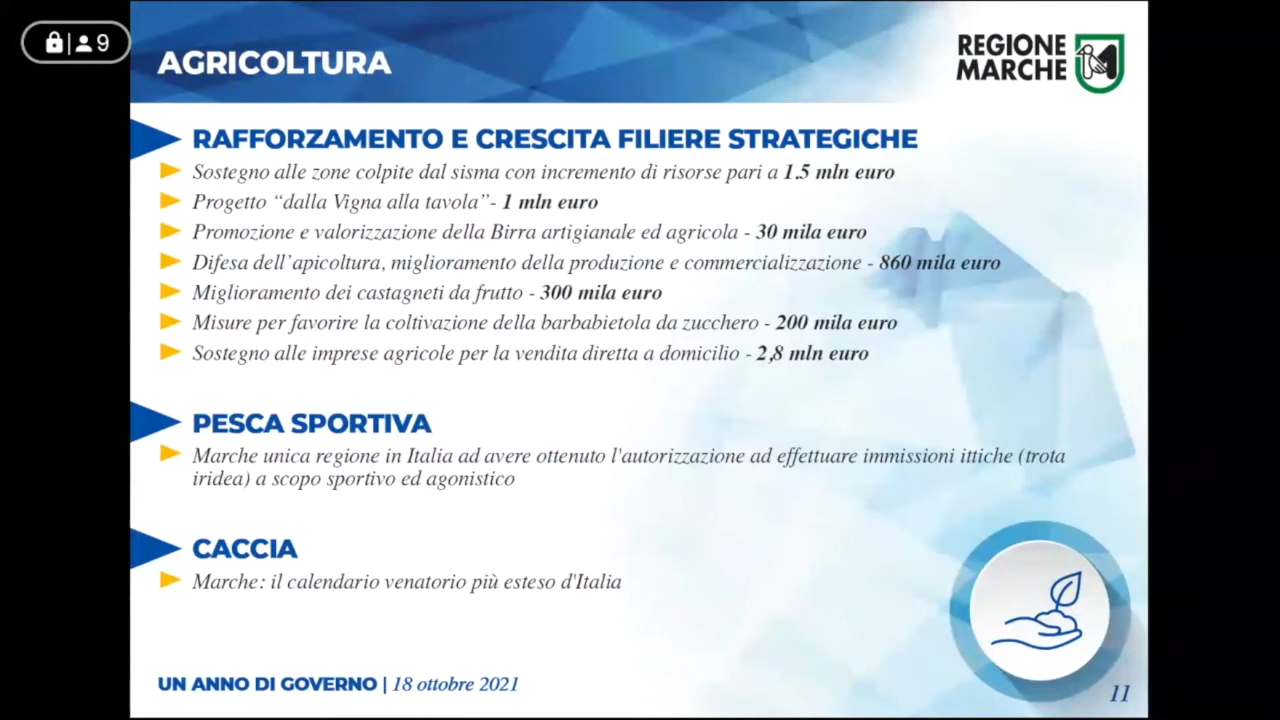 9
AGRICOLTURA
REGIONE
MARCHE
RAFFORZAMENTO E CRESCITA FILIERE STRATEGICHE
Sostegno alle zone colpite dal sisma con incremento di risorse pari a 1.5 mln euro
Progetto “dalla Vigna alla tavola”- 1 mln euro
Promozione e valorizzazione della Birra artigianale ed agricola - 30 mila euro
Difesa dell’apicoltura, miglioramento della produzione e commercializzazione - 860 mila euro
Miglioramento dei castagneti da frutto - 300 mila euro
Misure per favorire la coltivazione della barbabietola da zucchero - 200 mila euro
Sostegno alle imprese agricole per la vendita diretta a domicilio - 2,8 mln euro
PESCA SPORTIVA
Marche unica regione in Italia ad avere ottenuto l'autorizzazione ad effettuare immissioni ittiche (trota
iridea) a scopo sportivo ed agonistico
CACCIA
Marche: il calendario venatorio più esteso d'Italia
UN ANNO DI GOVERNO | 18 ottobre 2021
11